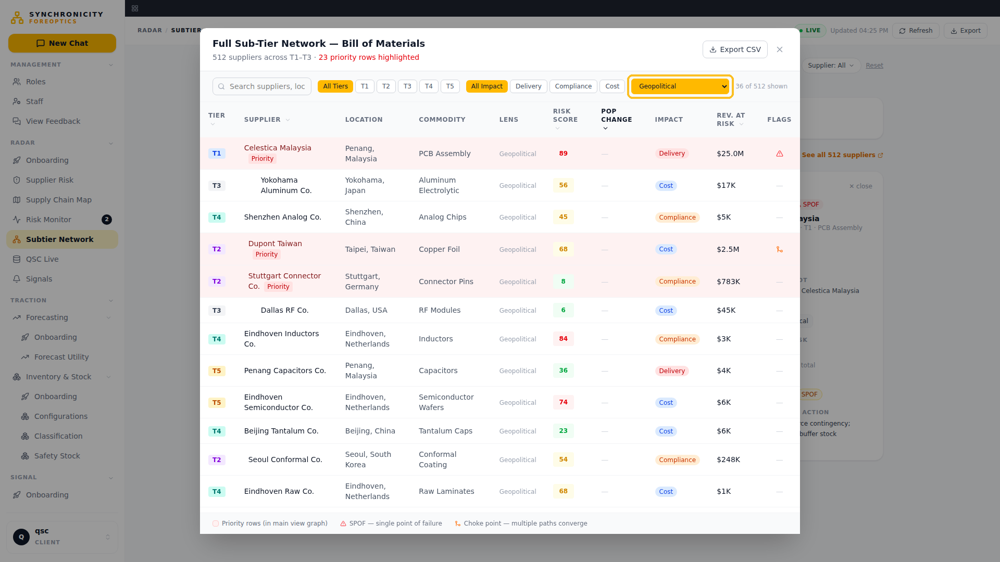 SYNCHRONICITY
FOREOPTICS
New Chat
MANAGEMENT
Roles
Staff
View Feedback
RADAR
Onboarding
Supplier Risk
Supply Chain Map
Risk Monitor 2
Subtier Network
QSC Live
Signals
TRACTION
Forecasting
Onboarding
Forecast Utility
Inventory & Stock
Onboarding
Configurations
Classification
Safety Stock
SIGNAL
Onboarding
Q qsc
CLIENT
RADAR / SUBTIER
LIVE Updated 04:25 PM Refresh Export
Supplier: All Reset
See all 512 suppliers
✕ close
SPOF
aysia
· T1 · PCB Assembly
OT
Celestica Malaysia
cal
SK
total
SPOF
ACTION
rce contingency;
buffer stock
Full Sub-Tier Network — Bill of Materials
512 suppliers across T1–T3 · 23 priority rows highlighted
Export CSV
Search suppliers, loc All Tiers T1 T2 T3 T4 T5 All Impact Delivery Compliance Cost Geopolitical 36 of 512 shown
TIER SUPPLIER LOCATION COMMODITY LENS RISK SCORE POP CHANGE IMPACT REV. AT RISK FLAGS
T1 Celestica Malaysia Priority Penang, Malaysia PCB Assembly Geopolitical 89 — Delivery $25.0M
T3 Yokohama Aluminum Co. Yokohama, Japan Aluminum Electrolytic Geopolitical 56 — Cost $17K —
T4 Shenzhen Analog Co. Shenzhen, China Analog Chips Geopolitical 45 — Compliance $5K —
T2 Dupont Taiwan Priority Taipei, Taiwan Copper Foil Geopolitical 68 — Cost $2.5M
T2 Stuttgart Connector Co. Priority Stuttgart, Germany Connector Pins Geopolitical 8 — Compliance $783K —
T3 Dallas RF Co. Dallas, USA RF Modules Geopolitical 6 — Cost $45K —
T4 Eindhoven Inductors Co. Eindhoven, Netherlands Inductors Geopolitical 84 — Compliance $3K —
T5 Penang Capacitors Co. Penang, Malaysia Capacitors Geopolitical 36 — Delivery $4K —
T5 Eindhoven Semiconductor Co. Eindhoven, Netherlands Semiconductor Wafers Geopolitical 74 — Cost $6K —
T4 Beijing Tantalum Co. Beijing, China Tantalum Caps Geopolitical 23 — Cost $6K —
T2 Seoul Conformal Co. Seoul, South Korea Conformal Coating Geopolitical 54 — Compliance $248K —
T4 Eindhoven Raw Co. Eindhoven, Netherlands Raw Laminates Geopolitical 68 — Cost $1K —
Priority rows (in main view graph) SPOF — single point of failure Choke point — multiple paths converge